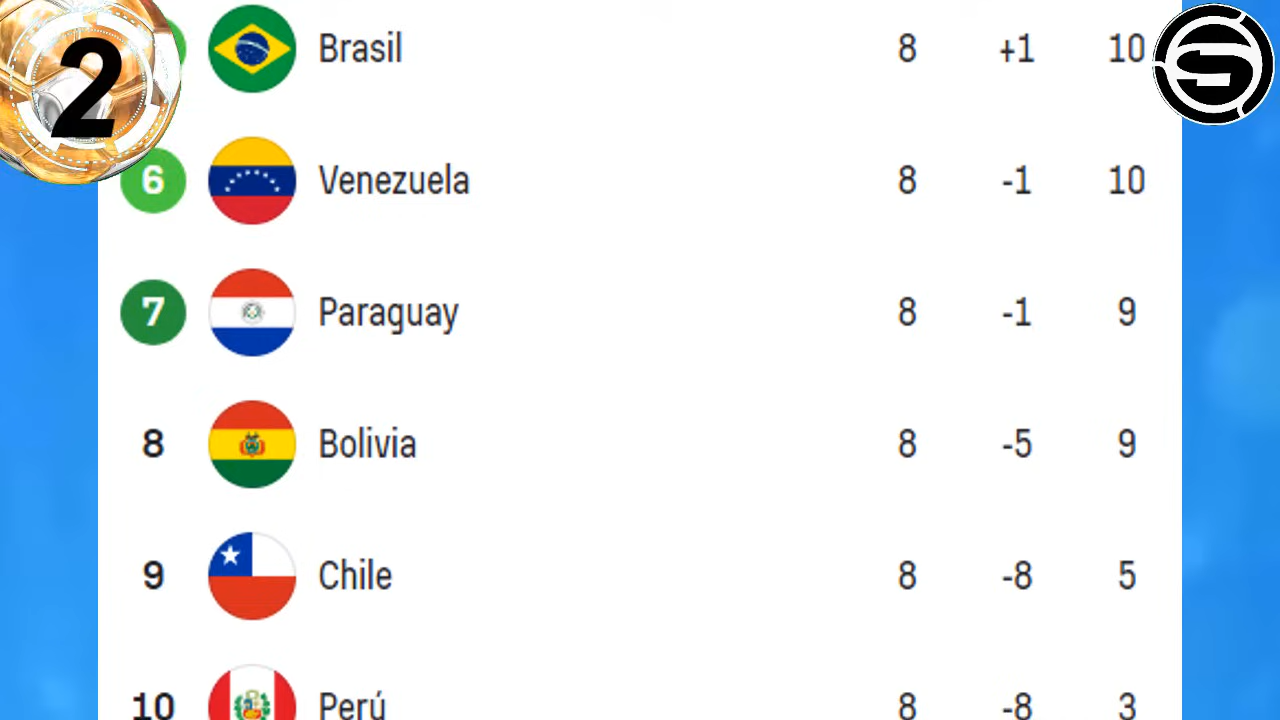 2
Brasil 8 +1 10
6 Venezuela 8 -1 10
7 Paraguay 8 -1 9
8 Bolivia 8 -5 9
9 Chile 8 -8 5
10 Perú 8 -8 3